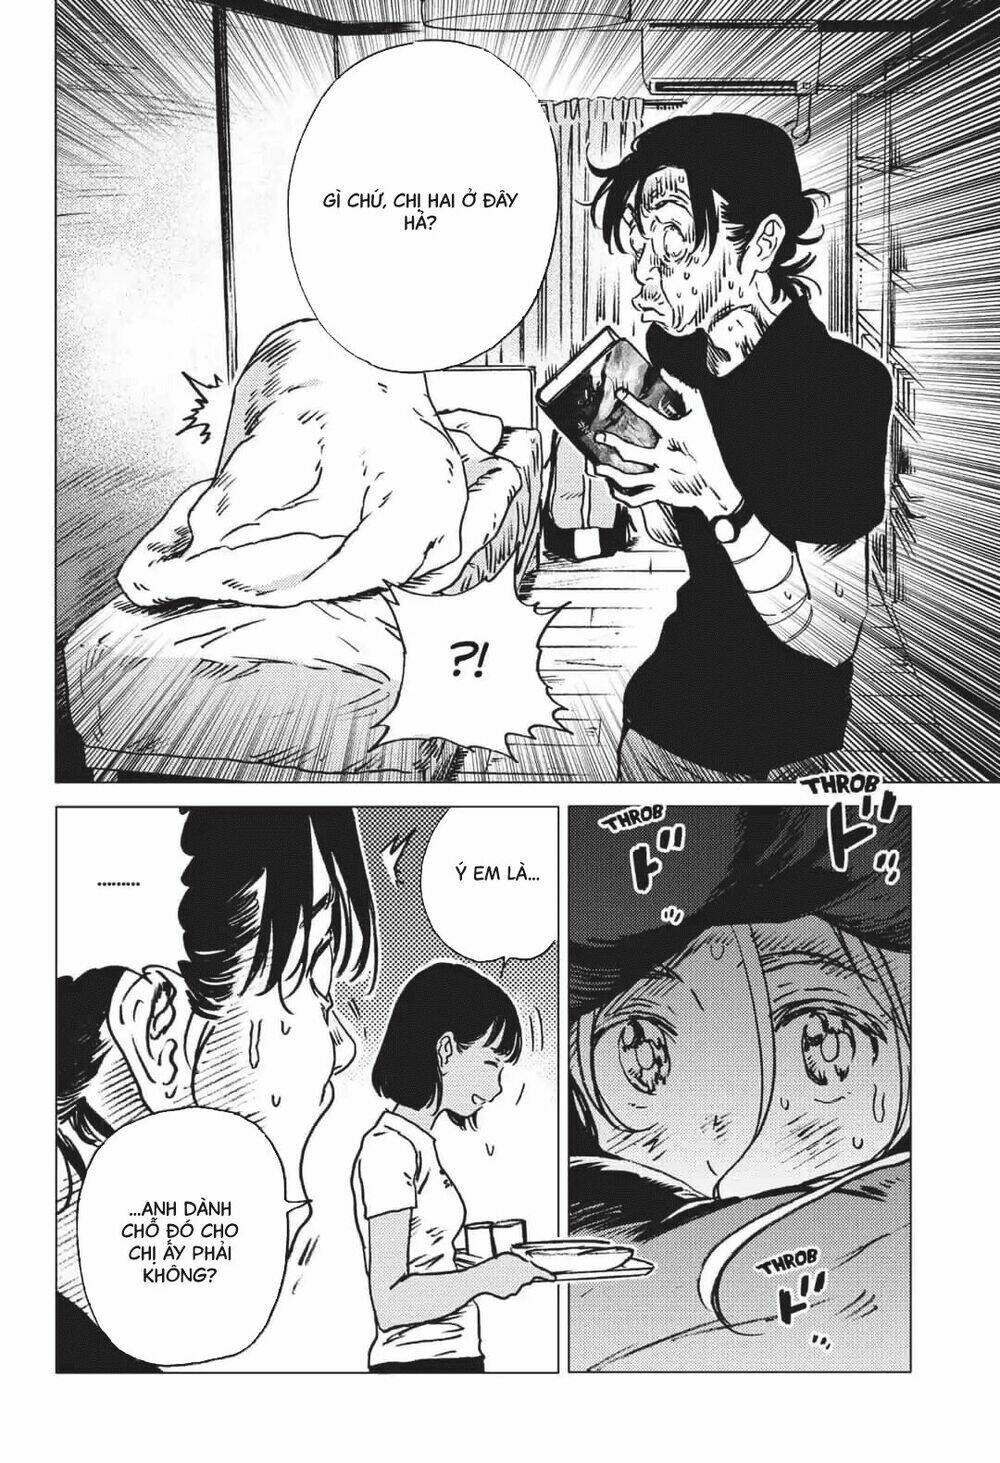 GÌ CHỨ, CHỊ HAI Ở ĐÂY
HẢ?
?!
THROB
ド
THROB
ド
Ý EM LÀ...
.........
...ANH DÀNH
CHỖ ĐÓ CHO
CHỊ ẤY PHẢI
KHÔNG?
THROB
ド